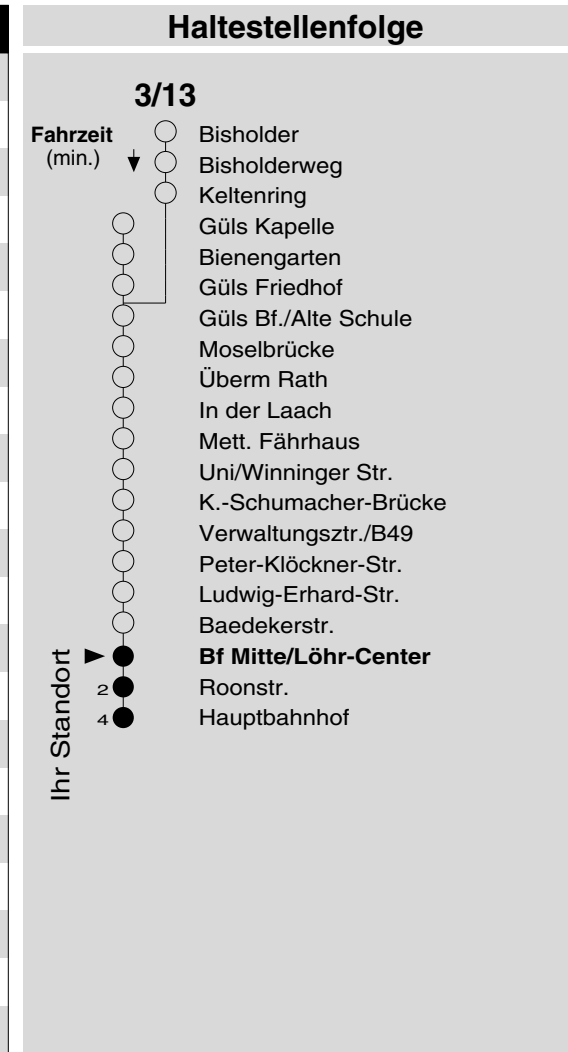 Haltestellenfolge
3/13
Fahrzeit
(min.)
Bisholder
Bisholderweg
Keltenring
Güls Kapelle
Bienengarten
Güls Friedhof
Güls Bf./Alte Schule
Moselbrücke
Überm Rath
In der Laach
Mett. Fährhaus
Uni/Winninger Str.
K.-Schumacher-Brücke
Verwaltungsztr./B49
Peter-Klöckner-Str.
Ludwig-Erhard-Str.
Baedekerstr.
Bf Mitte/Löhr-Center
2 Roonstr.
4 Hauptbahnhof
Ihr Standort